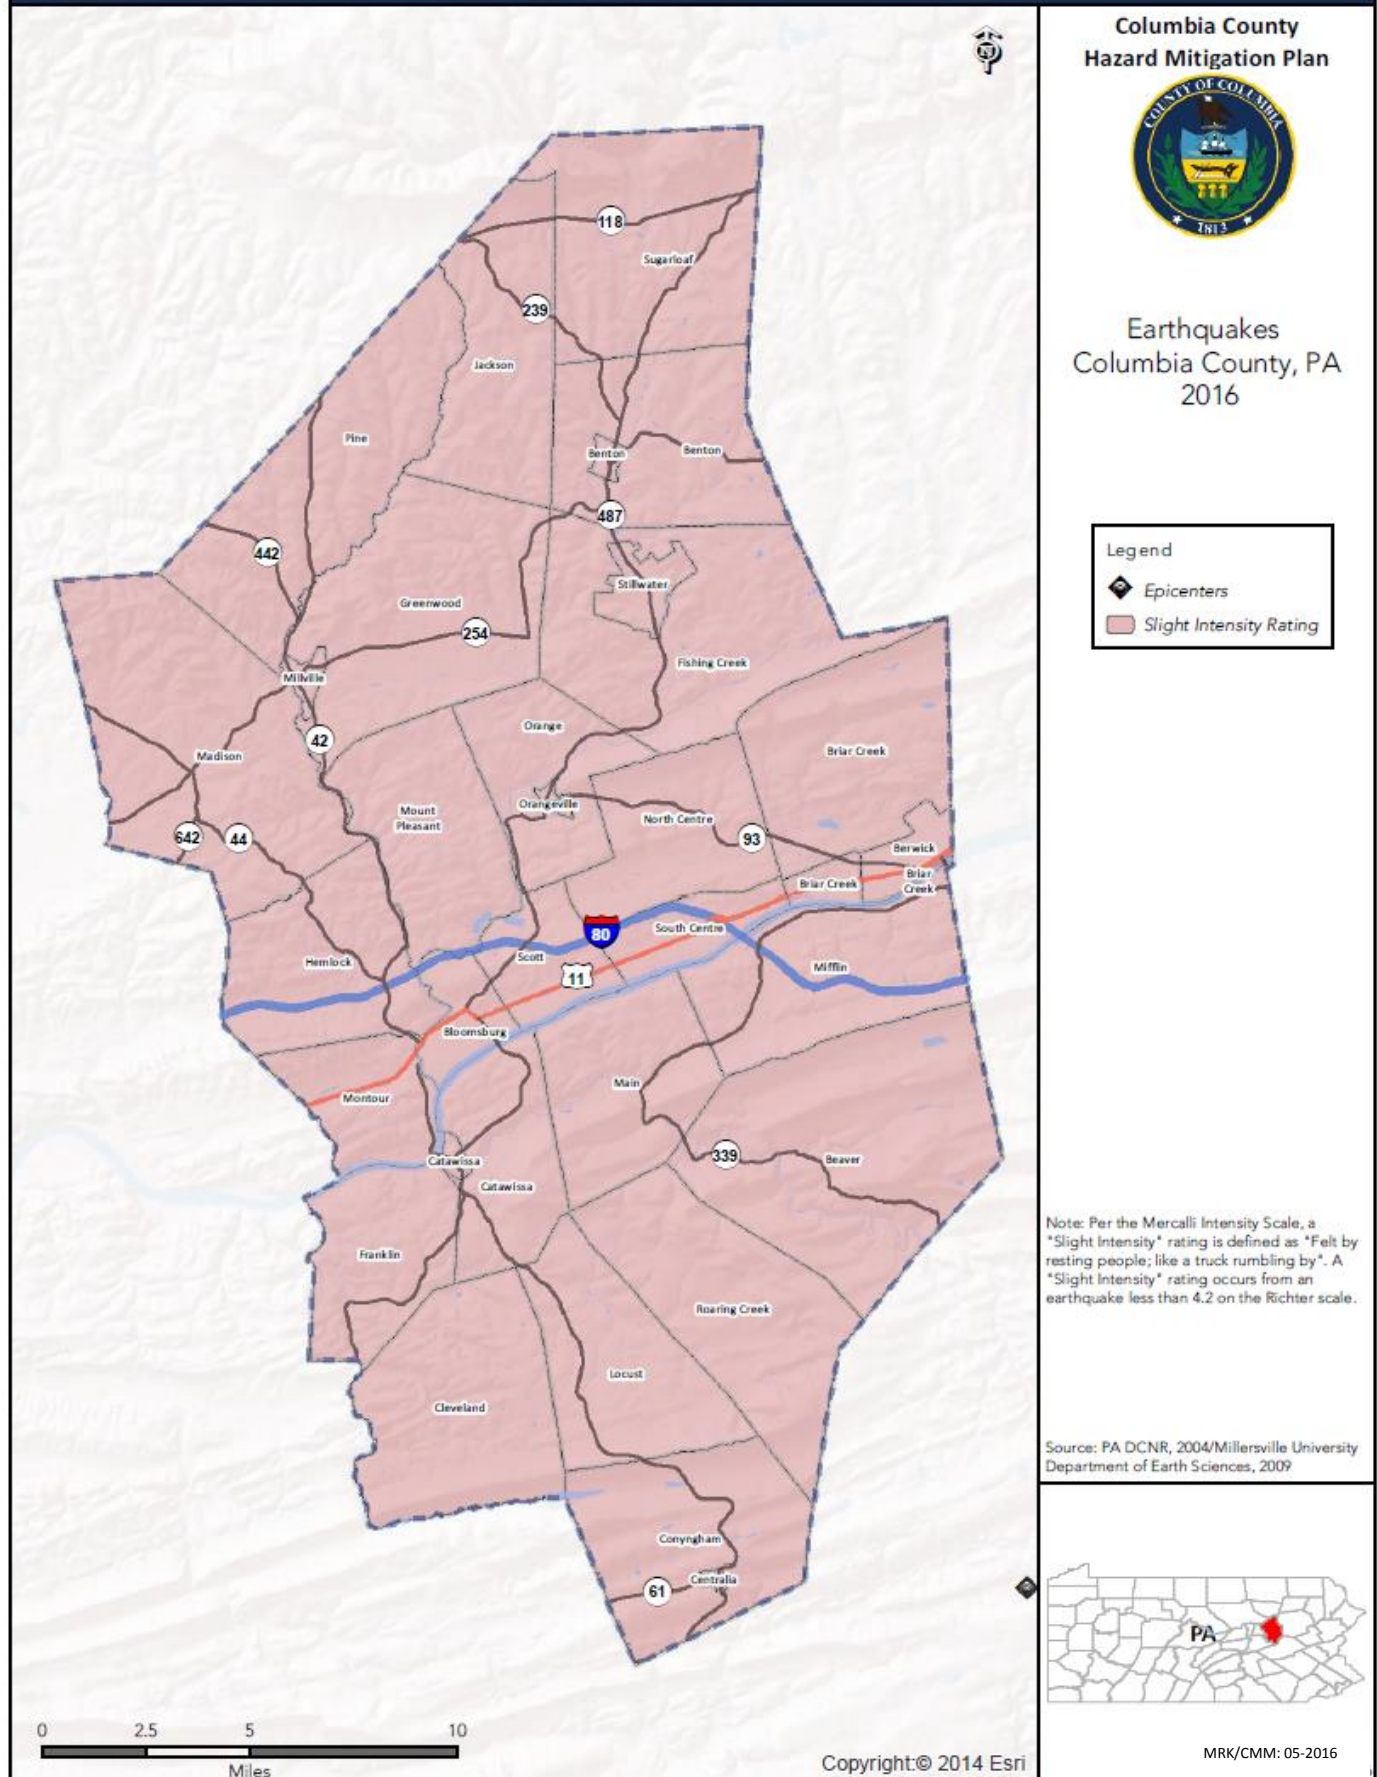 Columbia County
Hazard Mitigation Plan
COUNTY OF COLUMBIA
1813
Earthquakes
Columbia County, PA
2016
Legend
Epicenters
Slight Intensity Rating
N
118
Sugarloaf
239
Jackson
Pine
Benton
Benton
487
442
Stillwater
Greenwood
254
Fishing Creek
Millville
Orange
42
Briar Creek
Madison
Orangeville
Mount
Pleasant
North Centre
642
44
93
Berwick
Briar
Creek
Briar Creek
80
South Centre
Scott
Hemlock
Mifflin
11
Bloomsburg
Main
Montour
339
Beaver
Catawissa
Catawissa
Franklin
Roaring Creek
Locust
Cleveland
Conyngham
Centralia
61
Note: Per the Mercalli Intensity Scale, a
"Slight Intensity" rating is defined as "Felt by
resting people; like a truck rumbling by". A
"Slight Intensity" rating occurs from an
earthquake less than 4.2 on the Richter scale.
Source: PA DCNR, 2004/Millersville University
Department of Earth Sciences, 2009
PA
0 2.5 5 10
Miles
Copyright:© 2014 Esri
MRK/CMM: 05-2016